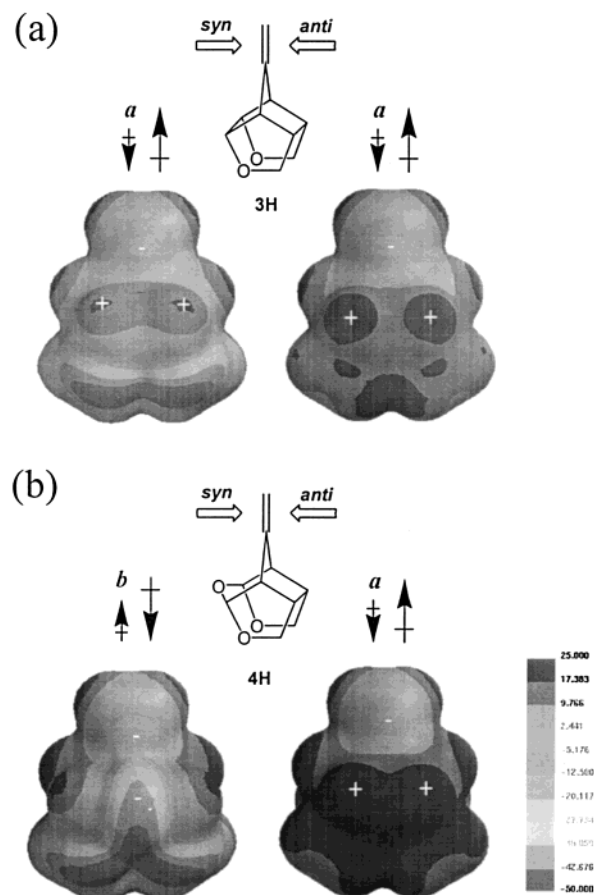 (a)
syn
anti
a
a
O
O
3H
-
-
+ +
+ +
(b)
syn
anti
b
a
O
O
O
4H
-
-
-
+ +
25.000
17.383
9.766
2.441
-5.176
-12.500
-20.117
-42.676
-50.000